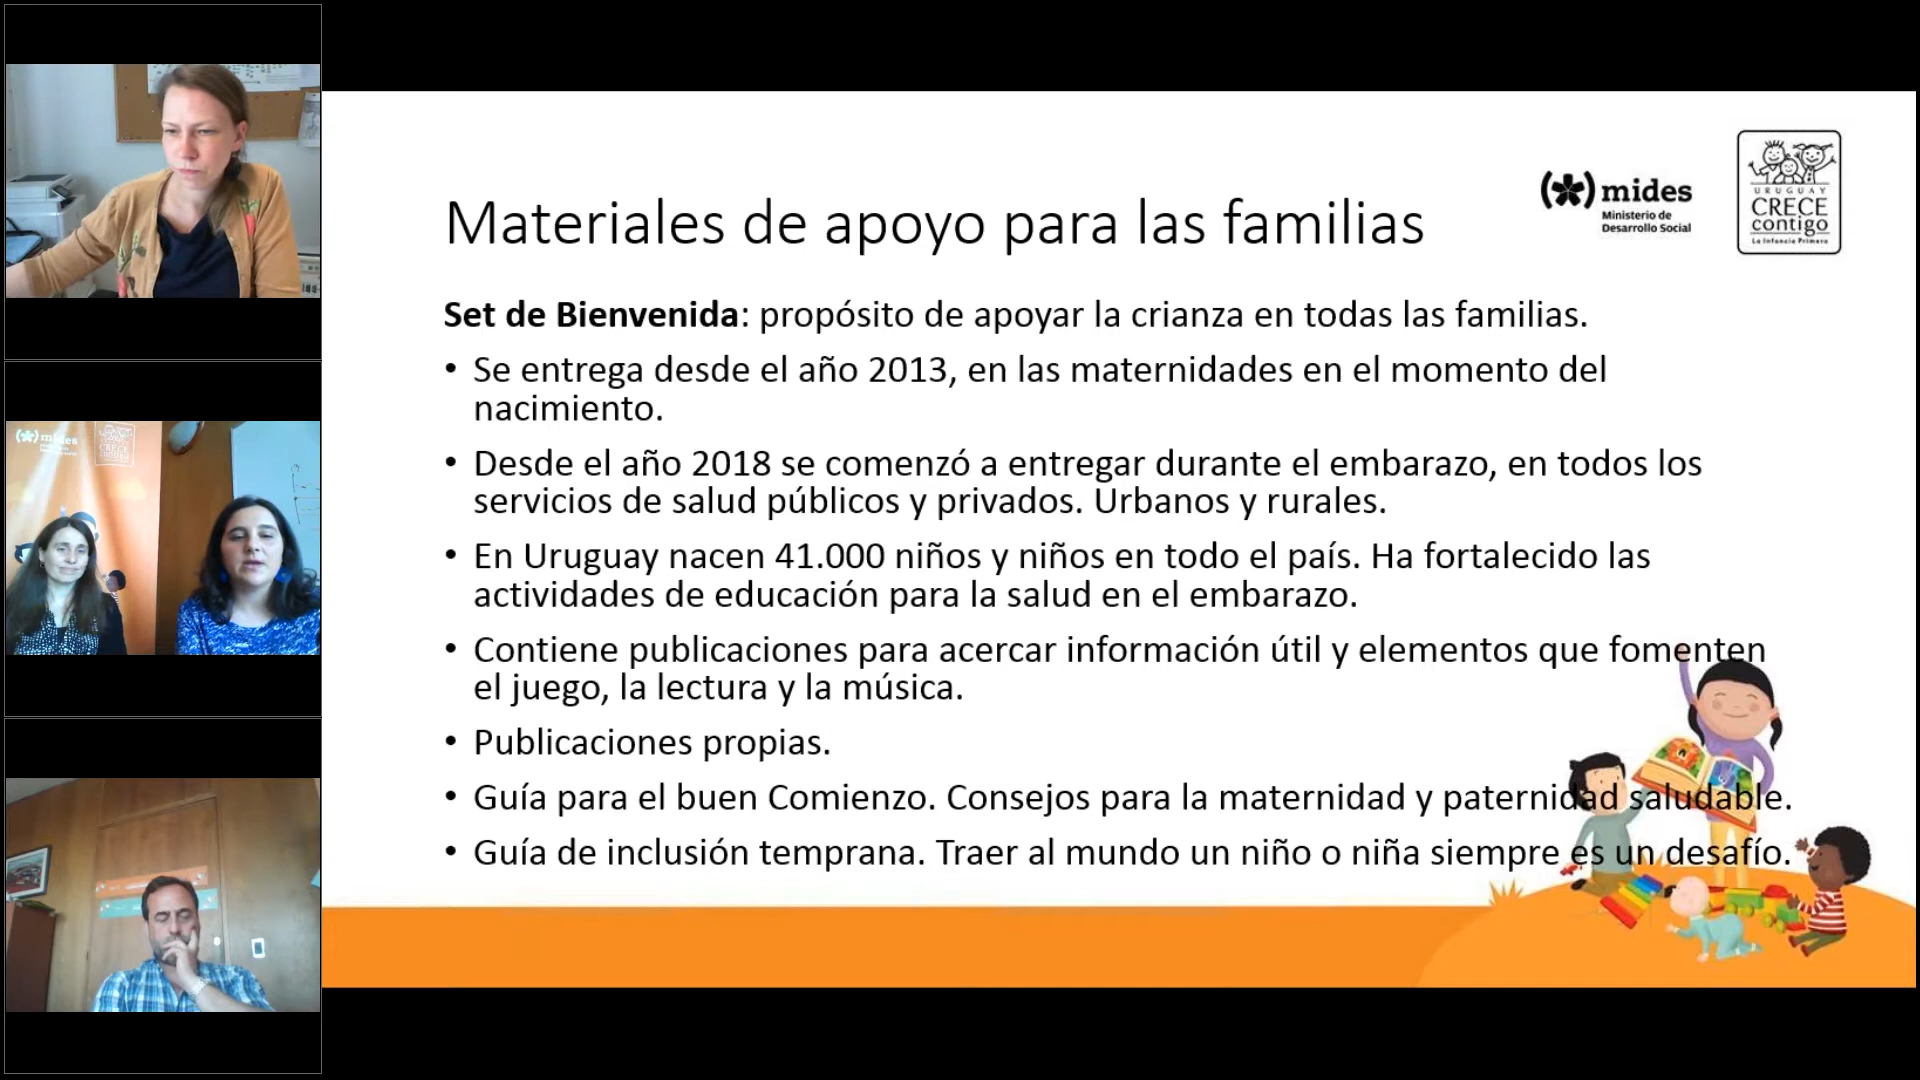 Materiales de apoyo para las familias
(*) mides
Ministerio de
Desarrollo Social
URUGUAY
CRECE
contigo
La Infancia Primero
Set de Bienvenida: propósito de apoyar la crianza en todas las familias.
• Se entrega desde el año 2013, en las maternidades en el momento del
nacimiento.
• Desde el año 2018 se comenzó a entregar durante el embarazo, en todos los
servicios de salud públicos y privados. Urbanos y rurales.
• En Uruguay nacen 41.000 niños y niños en todo el país. Ha fortalecido las
actividades de educación para la salud en el embarazo.
• Contiene publicaciones para acercar información útil y elementos que fomenten
el juego, la lectura y la música.
• Publicaciones propias.
• Guía para el buen Comienzo. Consejos para la maternidad y paternidad saludable.
• Guía de inclusión temprana. Traer al mundo un niño o niña siempre es un desafío.
(*) mides
CRECE
contigo